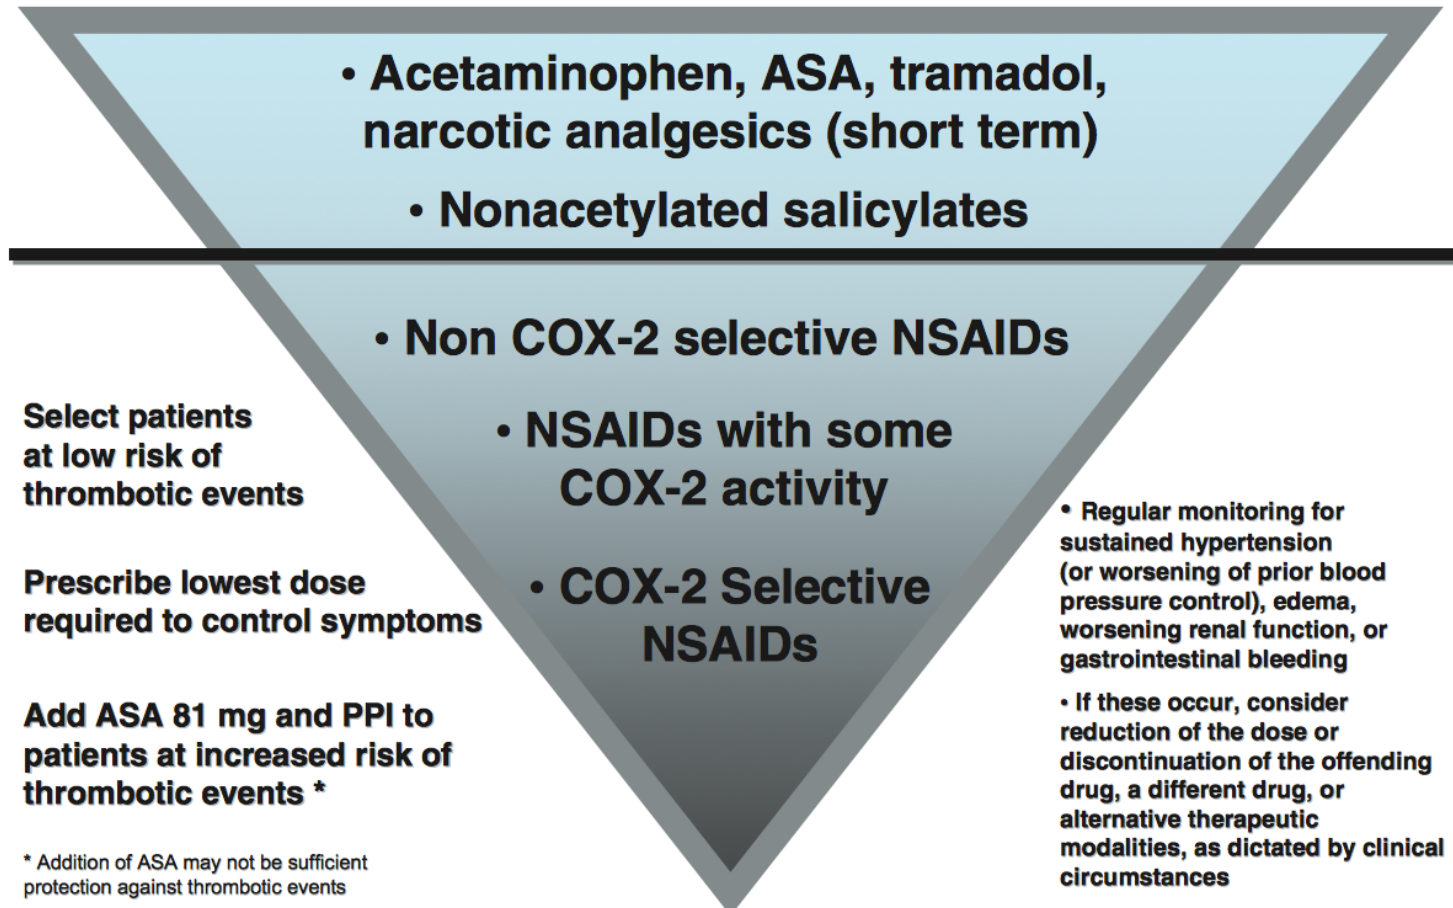 • Acetaminophen, ASA, tramadol,
narcotic analgesics (short term)
• Nonacetylated salicylates
• Non COX-2 selective NSAIDs
• NSAIDs with some
COX-2 activity
• COX-2 Selective
NSAIDs
Select patients
at low risk of
thrombotic events
Prescribe lowest dose
required to control symptoms
Add ASA 81 mg and PPI to
patients at increased risk of
thrombotic events *
* Addition of ASA may not be sufficient
protection against thrombotic events
• Regular monitoring for
sustained hypertension
(or worsening of prior blood
pressure control), edema,
worsening renal function, or
gastrointestinal bleeding
• If these occur, consider
reduction of the dose or
discontinuation of the offending
drug, a different drug, or
alternative therapeutic
modalities, as dictated by clinical
circumstances